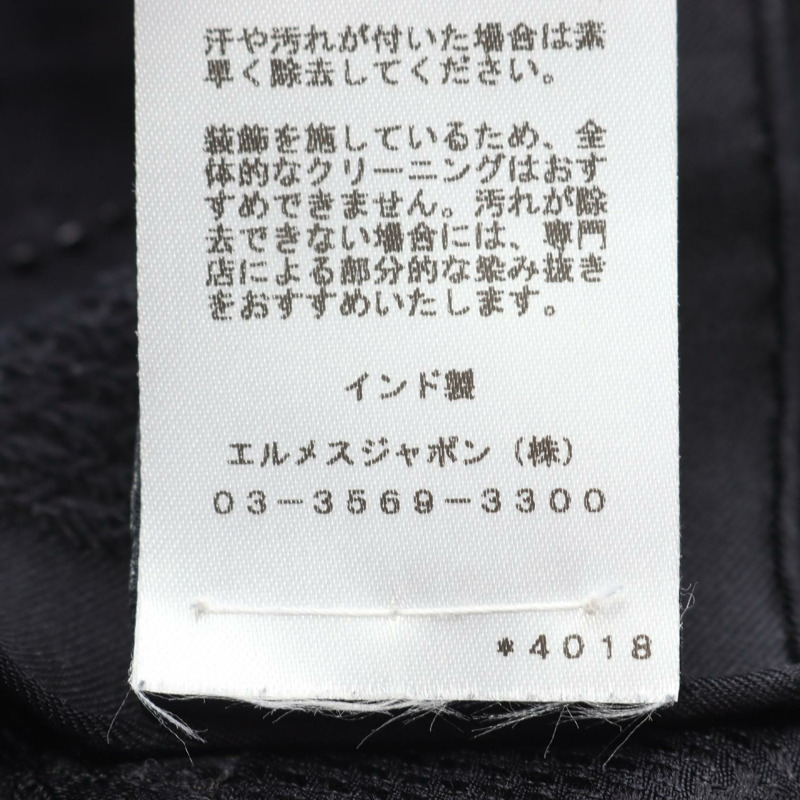 汗や汚れが付いた場合は素
早く除去してください。
装飾を施しているため、全
体的なクリーニングはおす
すめできません。汚れが除
去できない場合には、専門
店による部分的な染み抜き
をおすすめいたします。
インド製
エルメスジャポン（株）
03-3569-3300
*4018